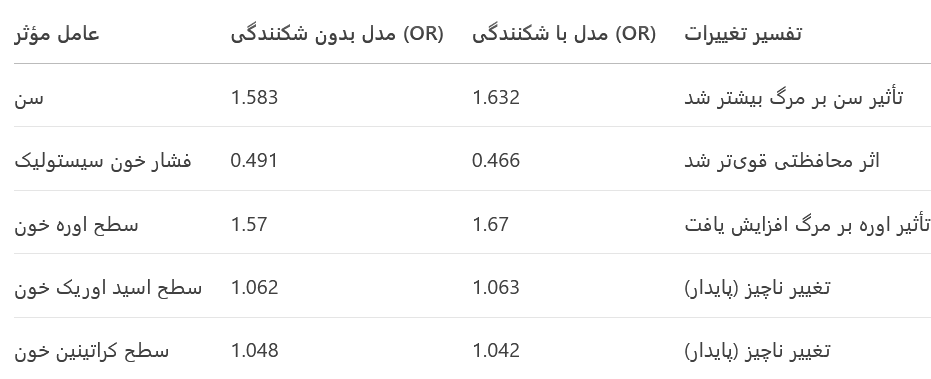 عامل مؤثر	(OR) مدل بدون شکنندگی	(OR) مدل با شکنندگی	تفسیر تغییرات
سن	1.583	1.632	تأثیر سن بر مرگ بیشتر شد
فشار خون سیستولیک	0.491	0.466	اثر محافظتی قوی‌تر شد
سطح اوره خون	1.57	1.67	تأثیر اوره بر مرگ افزایش یافت
سطح اسید اوریک خون	1.062	1.063	تغییر ناچیز (پایدار)
سطح کراتینین خون	1.048	1.042	تغییر ناچیز (پایدار)